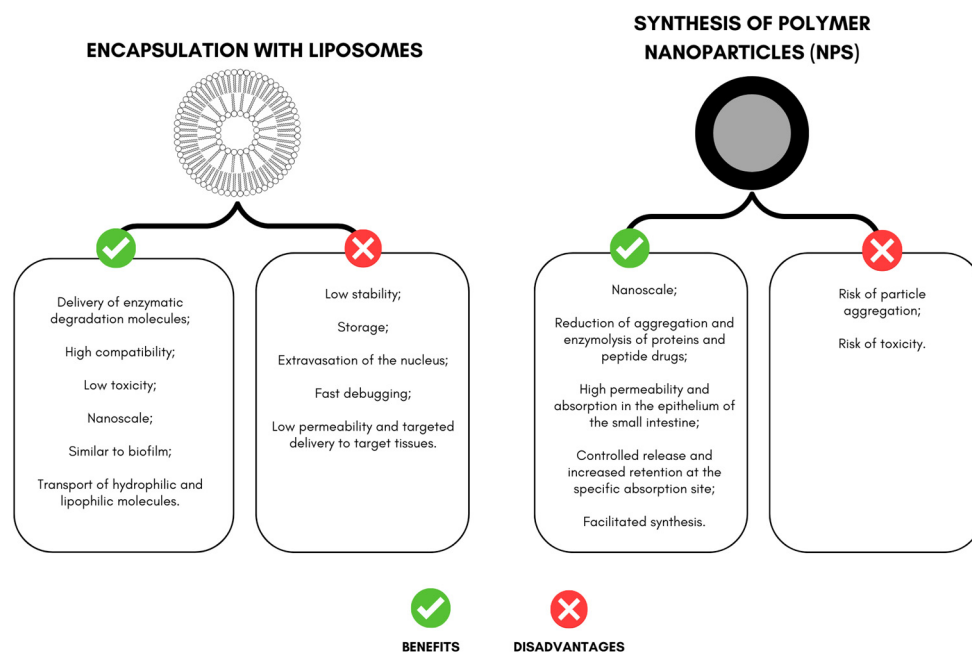 ENCAPSULATION WITH LIPOSOMES
Delivery of enzymatic
degradation molecules;
High compatibility;
Low toxicity;
Nanoscale;
Similar to biofilm;
Transport of hydrophilic and
lipophilic molecules.
Low stability;
Storage;
Extravasation of the nucleus;
Fast debugging;
Low permeability and targeted
delivery to target tissues.
SYNTHESIS OF POLYMER
NANOPARTICLES (NPS)
Nanoscale;
Reduction of aggregation and
enzymolysis of proteins and
peptide drugs;
High permeability and
absorption in the epithelium of
the small intestine;
Controlled release and
increased retention at the
specific absorption site;
Facilitated synthesis.
Risk of particle
aggregation;
Risk of toxicity.
BENEFITS
DISADVANTAGES